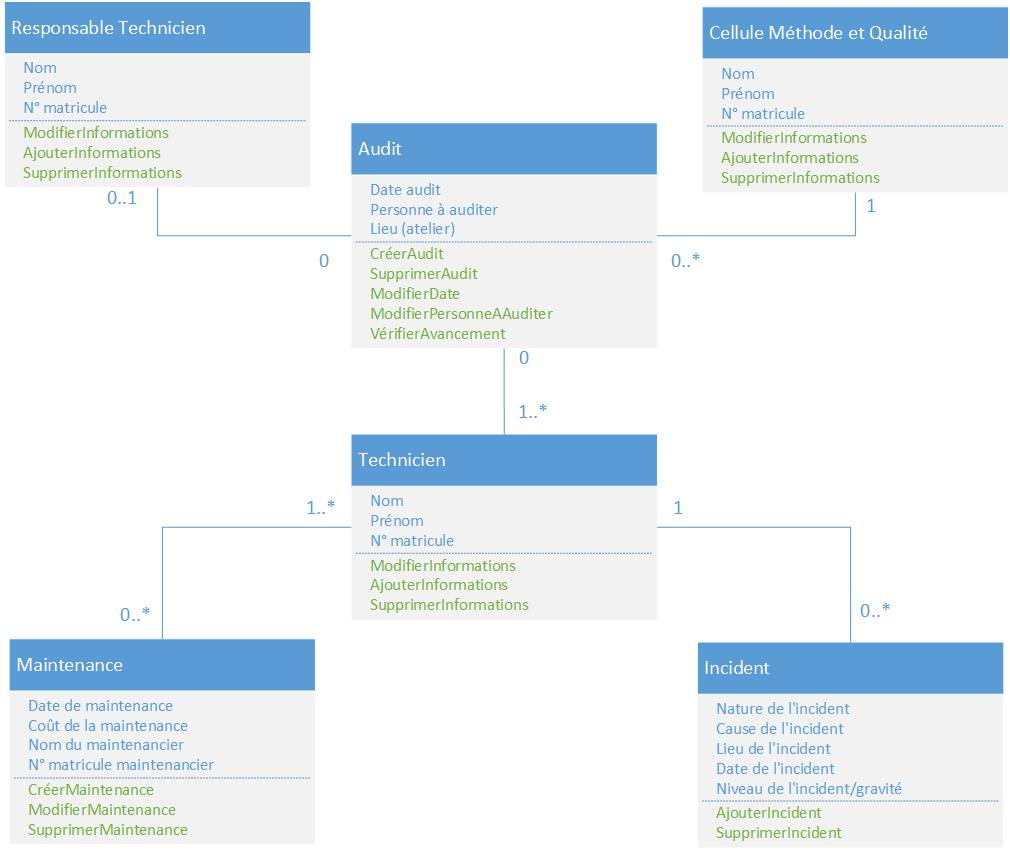 Responsable Technicien
Nom
Prénom
N° matricule
ModifierInformations
AjouterInformations
SupprimerInformations
0..1
0
Cellule Méthode et Qualité
Nom
Prénom
N° matricule
ModifierInformations
AjouterInformations
SupprimerInformations
1
0..*
Audit
Date audit
Personne à auditer
Lieu (atelier)
CréerAudit
SupprimerAudit
ModifierDate
ModifierPersonneAAuditer
VérifierAvancement
0
1..*
Technicien
Nom
Prénom
N° matricule
ModifierInformations
AjouterInformations
SupprimerInformations
1..*
0..*
1
0..*
Maintenance
Date de maintenance
Coût de la maintenance
Nom du maintenancier
N° matricule maintenancier
CréerMaintenance
ModifierMaintenance
SupprimerMaintenance
Incident
Nature de l'incident
Cause de l'incident
Lieu de l'incident
Date de l'incident
Niveau de l'incident/gravité
AjouterIncident
SupprimerIncident